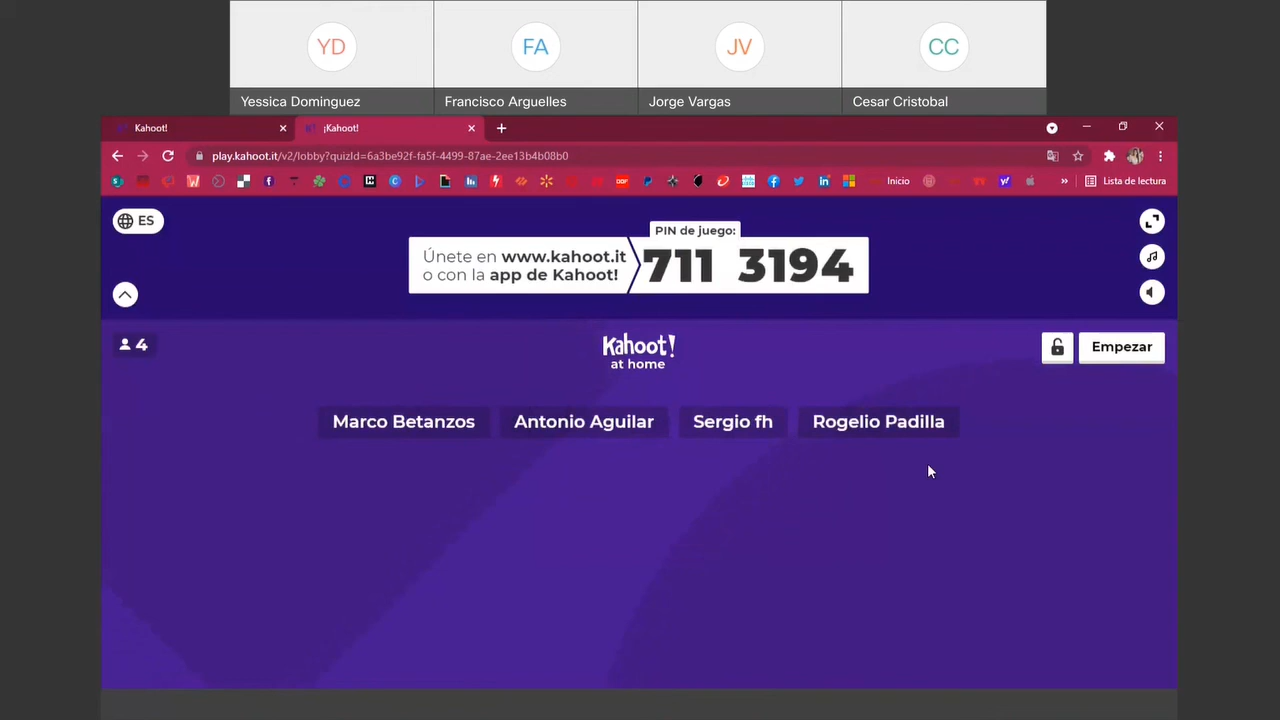 YD FA JV CC
Yessica Dominguez Francisco Arguelles Jorge Vargas Cesar Cristobal
Kahoot! ¡Kahoot!
play.kahoot.it/v2/lobby?quizId=6a3be92f-fa5f-4499-87ae-2ee13b4b08b0
Inicio » Lista de lectura
ES
PIN de juego:
Únete en www.kahoot.it
o con la app de Kahoot!
711 3194
4
Kahoot!
at home
Empezar
Marco Betanzos Antonio Aguilar Sergio fh Rogelio Padilla